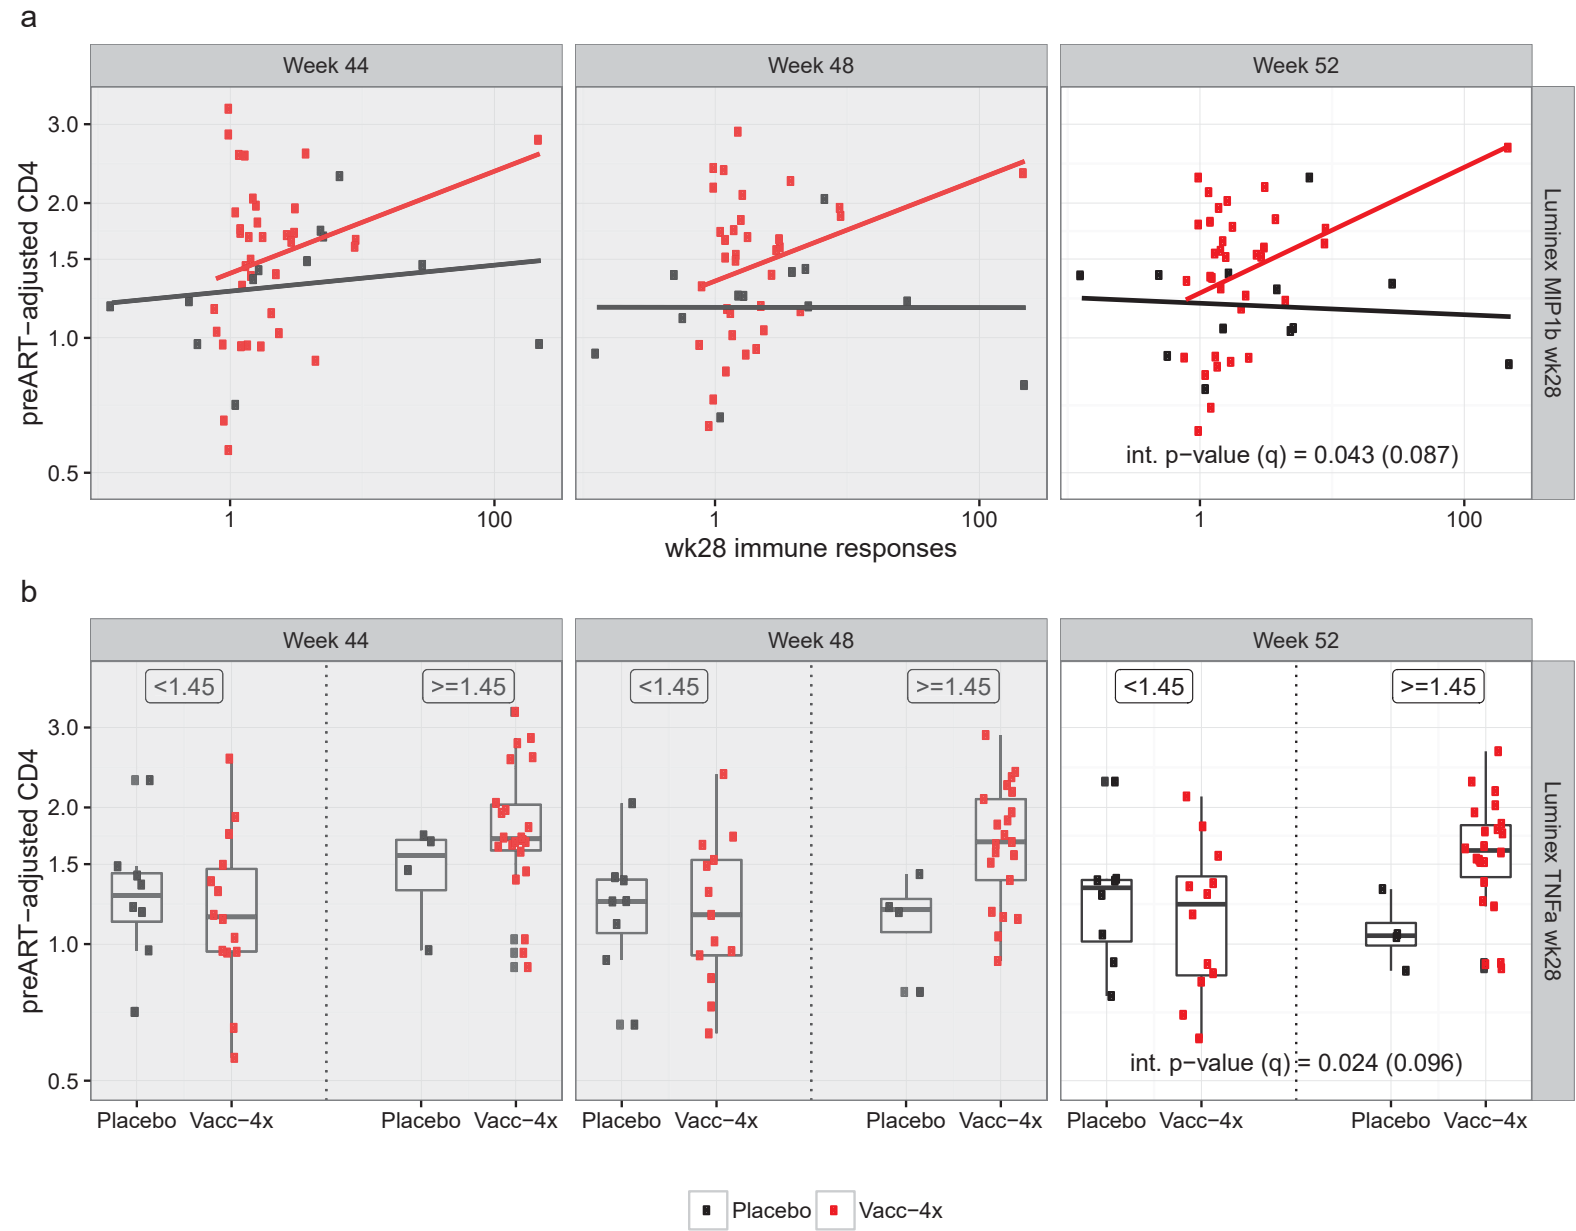 a
Week 44
Week 48
Week 52
preART-adjusted CD4
3.0
2.0
1.5
1.0
0.5
int. p-value (q) = 0.043 (0.087)
Luminex MIP1b wk28
1
100
1
100
1
100
wk28 immune responses
b
Week 44
Week 48
Week 52
preART-adjusted CD4
3.0
2.0
1.5
1.0
0.5
<1.45
>=1.45
<1.45
>=1.45
<1.45
>=1.45
int. p-value (q) = 0.024 (0.096)
Luminex TNFa wk28
Placebo
Vacc-4x
Placebo
Vacc-4x
Placebo
Vacc-4x
Placebo
Vacc-4x
Placebo
Vacc-4x
Placebo
Vacc-4x
Placebo
Vacc-4x